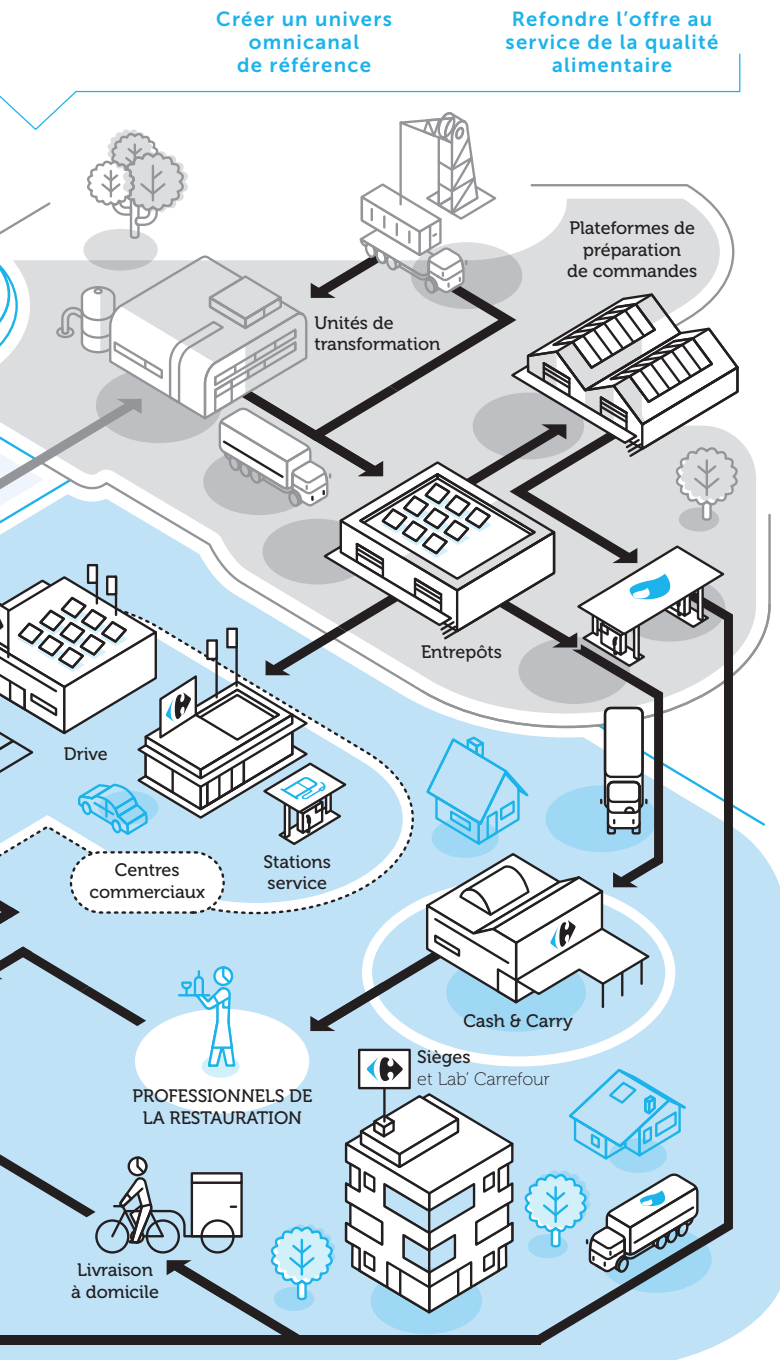 Créer un univers
omnicanal
de référence
Refondre l’offre au
service de la qualité
alimentaire
Plateformes de
préparation
de commandes
Unités de
transformation
Entrepôts
Drive
Centres
commerciaux
Stations
service
Cash & Carry
PROFESSIONNELS DE
LA RESTAURATION
Sièges
et Lab’ Carrefour
Livraison
à domicile